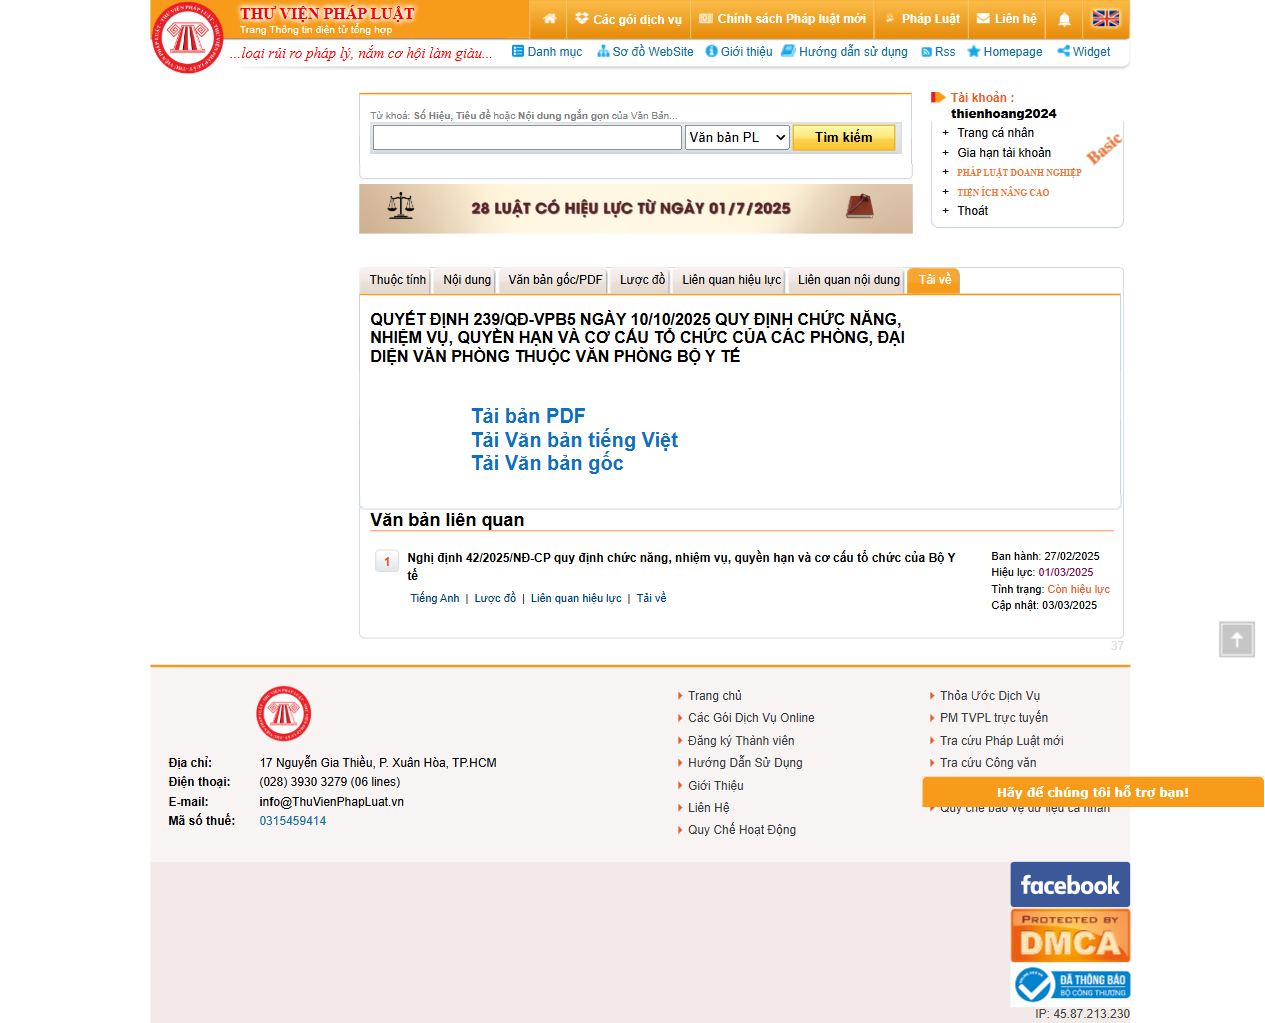 THƯ VIỆN PHÁP LUẬT
Trang Thông tin điện tử tổng hợp
...loại rủi ro pháp lý, nắm cơ hội làm giàu...
Các gói dịch vụ
Chính sách Pháp luật mới
Pháp Luật
Liên hệ
Danh mục
Sơ đồ WebSite
Giới thiệu
Hướng dẫn sử dụng
Rss
Homepage
Widget
Từ khoá: Số Hiệu, Tiêu đề hoặc Nội dung ngắn gọn của Văn Bản...
Văn bản PL
Tìm kiếm
28 LUẬT CÓ HIỆU LỰC TỪ NGÀY 01/7/2025
Tài khoản :
thienhoang2024
+ Trang cá nhân
+ Gia hạn tài khoản
+ PHÁP LUẬT DOANH NGHIỆP
+ TIỆN ÍCH NÂNG CAO
+ Thoát
Basic
Thuộc tính
Nội dung
Văn bản gốc/PDF
Lược đồ
Liên quan hiệu lực
Liên quan nội dung
Tải về
QUYẾT ĐỊNH 239/QĐ-VPB5 NGÀY 10/10/2025 QUY ĐỊNH CHỨC NĂNG,
NHIỆM VỤ, QUYỀN HẠN VÀ CƠ CẤU TỔ CHỨC CỦA CÁC PHÒNG, ĐẠI
DIỆN VĂN PHÒNG THUỘC VĂN PHÒNG BỘ Y TẾ
Tải bản PDF
Tải Văn bản tiếng Việt
Tải Văn bản gốc
Văn bản liên quan
1
Nghị định 42/2025/NĐ-CP quy định chức năng, nhiệm vụ, quyền hạn và cơ cấu tổ chức của Bộ Y
tế
Tiếng Anh | Lược đồ | Liên quan hiệu lực | Tải về
Ban hành: 27/02/2025
Hiệu lực: 01/03/2025
Tình trạng: Còn hiệu lực
Cập nhật: 03/03/2025
37
Địa chỉ: 17 Nguyễn Gia Thiều, P. Xuân Hòa, TP.HCM
Điện thoại: (028) 3930 3279 (06 lines)
E-mail: info@ThuVienPhapLuat.vn
Mã số thuế: 0315459414
Trang chủ
Các Gói Dịch Vụ Online
Đăng ký Thành viên
Hướng Dẫn Sử Dụng
Giới Thiệu
Liên Hệ
Quy Chế Hoạt Động
Thỏa Ước Dịch Vụ
PM TVPL trực tuyến
Tra cứu Pháp Luật mới
Tra cứu Công văn
Hãy để chúng tôi hỗ trợ bạn!
Quy chế bảo vệ dữ liệu cá nhân
facebook
PROTECTED BY
DMCA
ĐÃ THÔNG BÁO
BỘ CÔNG THƯƠNG
IP: 45.87.213.230